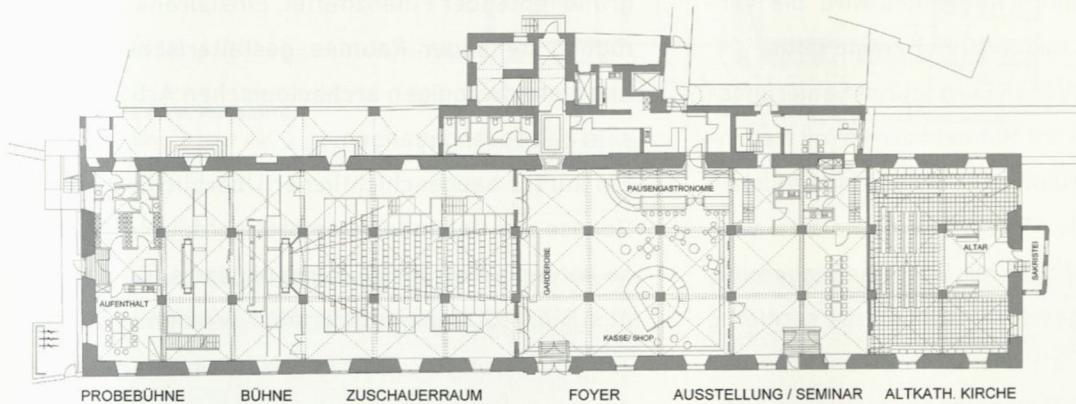 PAUSENGASTRONOMIE
GARDEROBE
ALTAR
SAKRISTEI
AUFENTHALT
KASSE/ SHOP
PROBEBÜHNE BÜHNE ZUSCHAUERRAUM FOYER AUSSTELLUNG / SEMINAR ALTKATH. KIRCHE